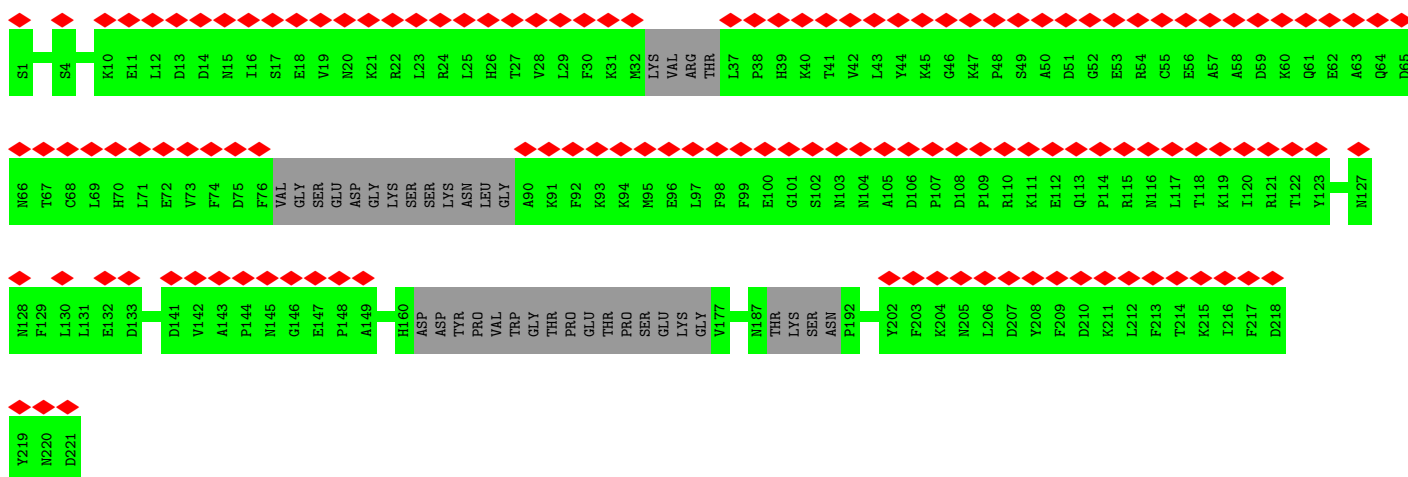 S1 S4 K10 E11 L12 D13 D14 N15 I16 S17 E18 V19 N20 K21 R22 L23 R24 L25 H26 T27 V28 L29 F30 K31 M32 LYS VAL ARG THR L37 P38 H39 K40 T41 V42 L43 Y44 K45 G46 K47 P48 S49 A50 D51 G52 E53 R54 C55 E56 A57 A58 D59 K60 Q61 E62 A63 Q64 D65
N66 T67 C68 L69 H70 L71 E72 V73 F74 D75 F76 VAL GLY SER GLU ASP GLY LYS SER SER LYS ASN LEU GLY A90 K91 F92 K93 K94 M95 E96 L97 F98 F99 E100 G101 S102 N103 N104 A105 D106 P107 D108 P109 R110 K111 E112 Q113 P114 R115 N116 L117 T118 K119 I120 R121 T122 Y123 N127
N128 F129 L130 L131 E132 D133 D141 V142 A143 P144 N145 G146 E147 P148 A149 H160 ASP ASP TYR PRO VAL TRP GLY THR PRO GLU THR PRO SER GLU LYS GLY V177 N187 THR LYS SER ASN P192 Y202 F203 K204 N205 L206 D207 Y208 F209 D210 K211 L212 F213 T214 K215 I216 F217 D218
Y219 N220 D221